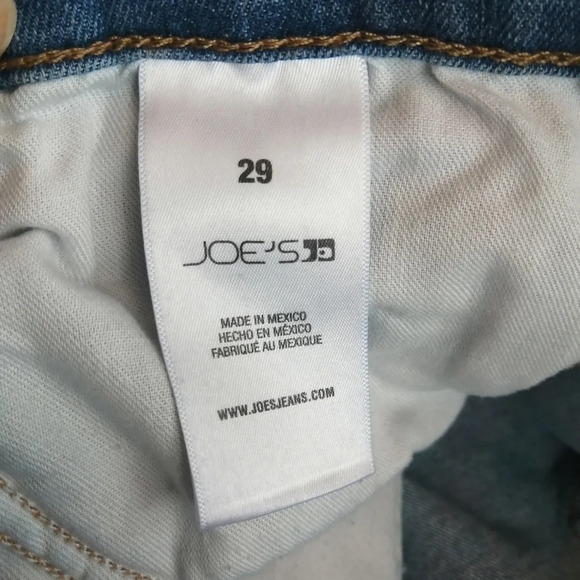 29
JOE'S
MADE IN MEXICO
HECHO EN MÉXICO
FABRIQUÉ AU MEXIQUE
WWW.JOESJEANS.COM